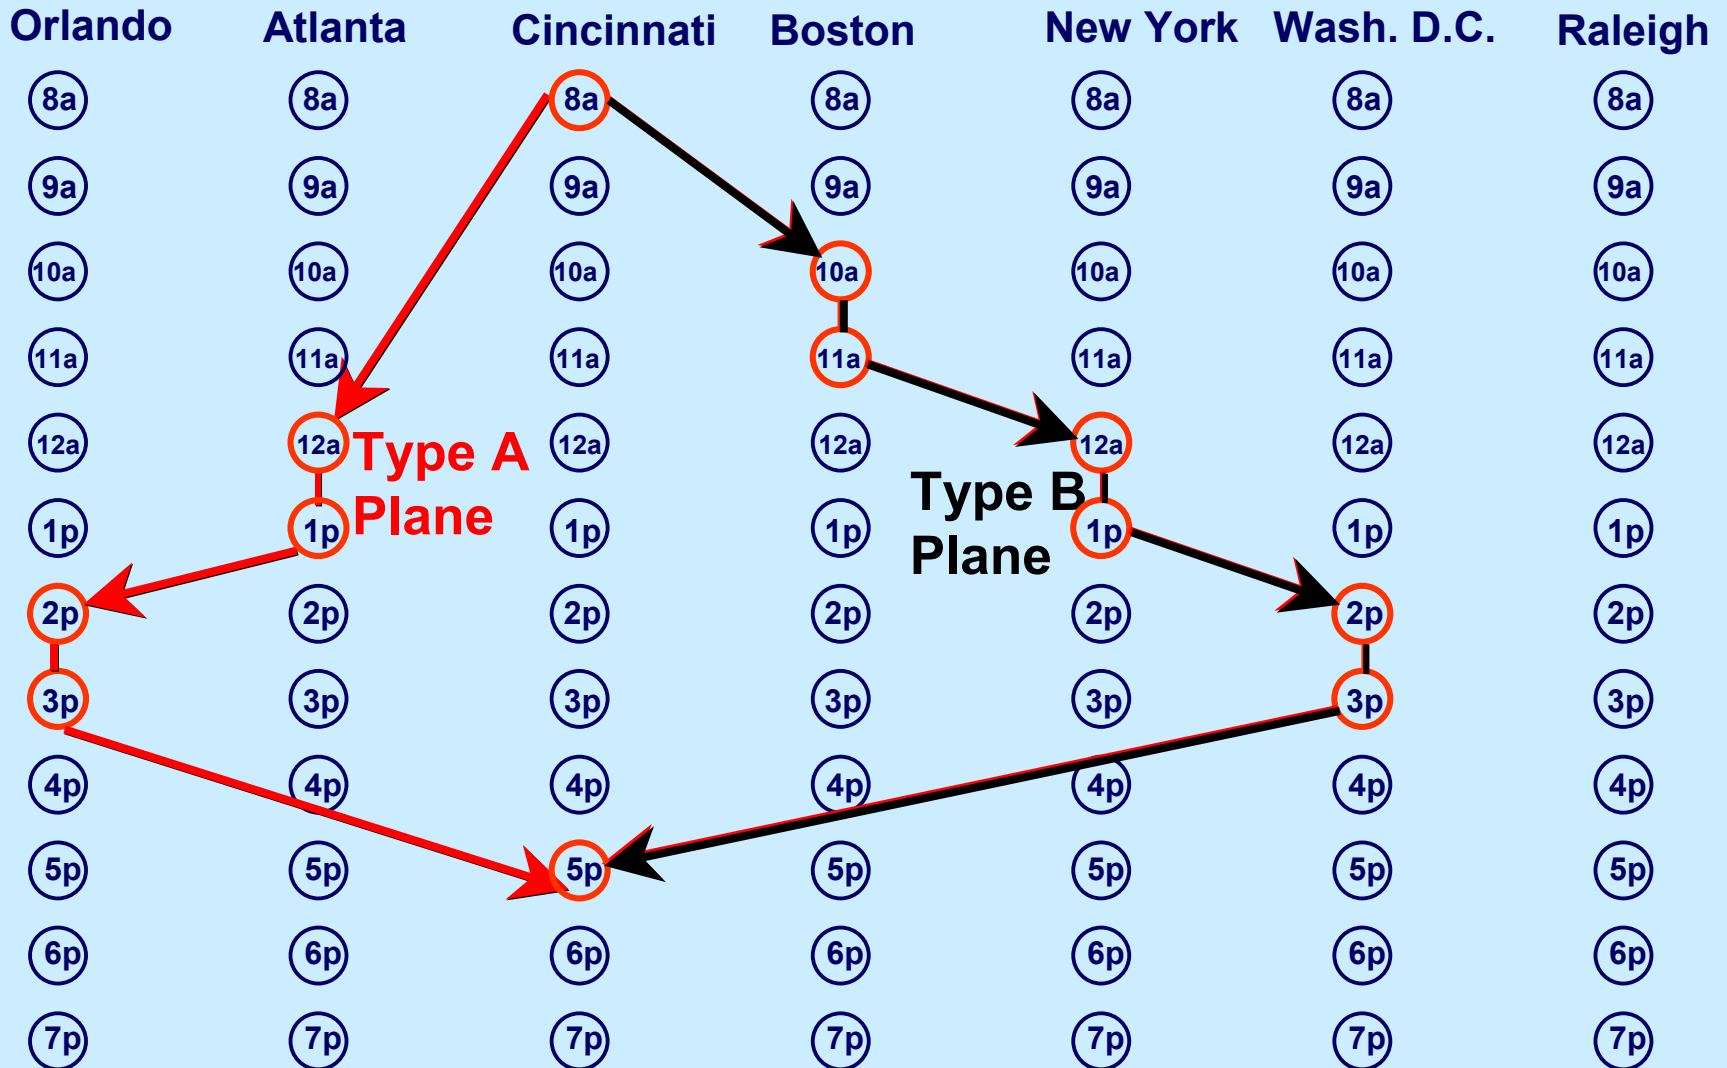 Orlando Atlanta Cincinnati Boston New York Wash. D.C. Raleigh
8a 8a 8a 8a 8a 8a 8a
9a 9a 9a 9a 9a 9a 9a
10a 10a 10a 10a 10a 10a 10a
11a 11a 11a 11a 11a 11a 11a
12a 12a 12a 12a 12a 12a 12a
Type A
Plane
Type B
Plane
1p 1p 1p 1p 1p 1p 1p
2p 2p 2p 2p 2p 2p 2p
3p 3p 3p 3p 3p 3p 3p
4p 4p 4p 4p 4p 4p 4p
5p 5p 5p 5p 5p 5p 5p
6p 6p 6p 6p 6p 6p 6p
7p 7p 7p 7p 7p 7p 7p